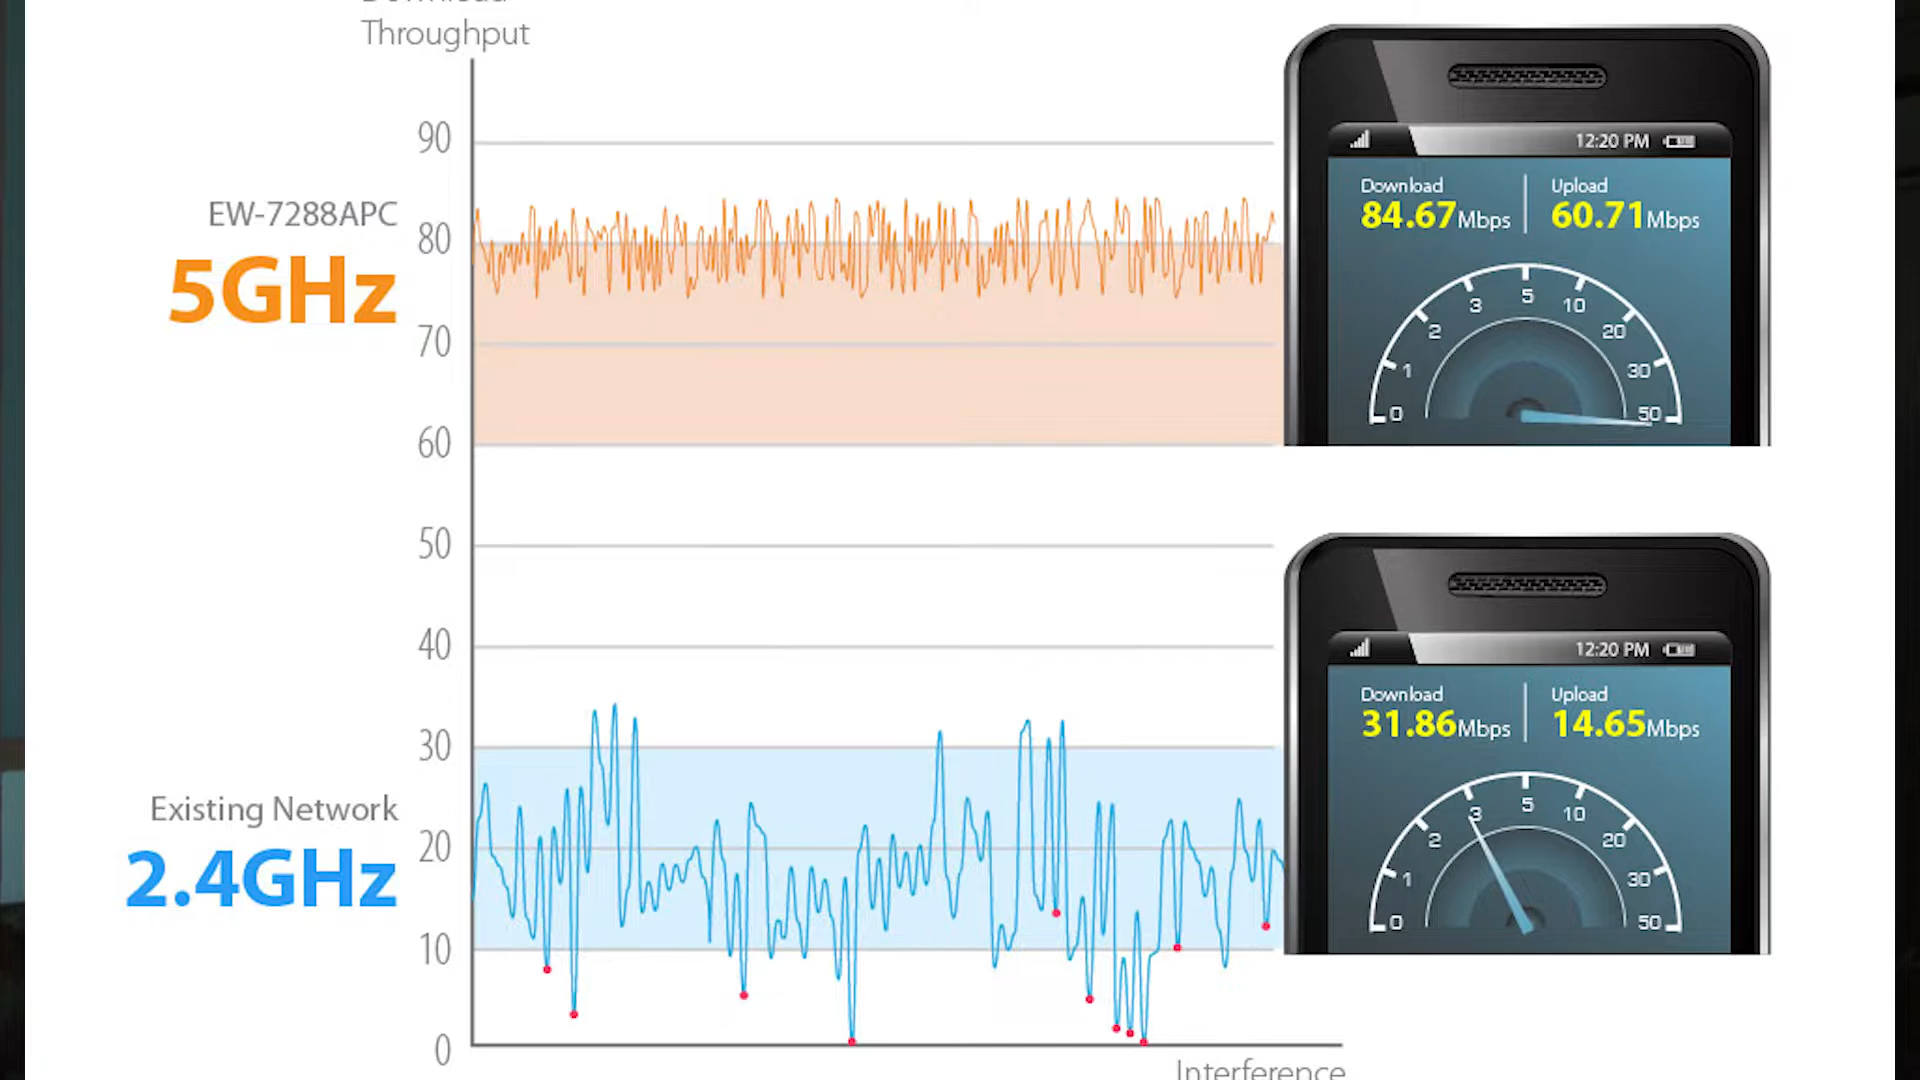 Download
Throughput
90
80
70
60
50
40
30
20
10
0
EW-7288APC
5GHz
Existing Network
2.4GHz
Interference
12:20 PM
Download
84.67Mbps
Upload
60.71Mbps
0
1
2
3
5
10
20
30
50
12:20 PM
Download
31.86Mbps
Upload
14.65Mbps
0
1
2
3
5
10
20
30
50